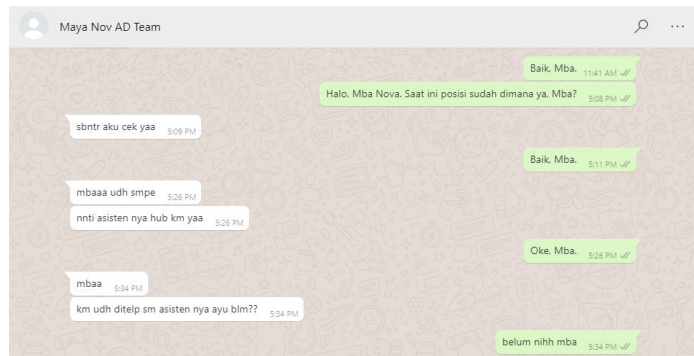 Maya Nov AD Team
Baik, Mba. 11:41 AM
Halo, Mba Nova. Saat ini posisi sudah dimana ya, Mba? 5:08 PM
sbntr aku cek yaa 5:09 PM
Baik, Mba. 5:11 PM
mbaaa udh smpe 5:26 PM
nnti asisten nya hub km yaa 5:26 PM
Oke, Mba. 5:26 PM
mbaa 5:34 PM
km udh ditelp sm asisten nya ayu blm?? 5:34 PM
belum nihh mba 5:34 PM